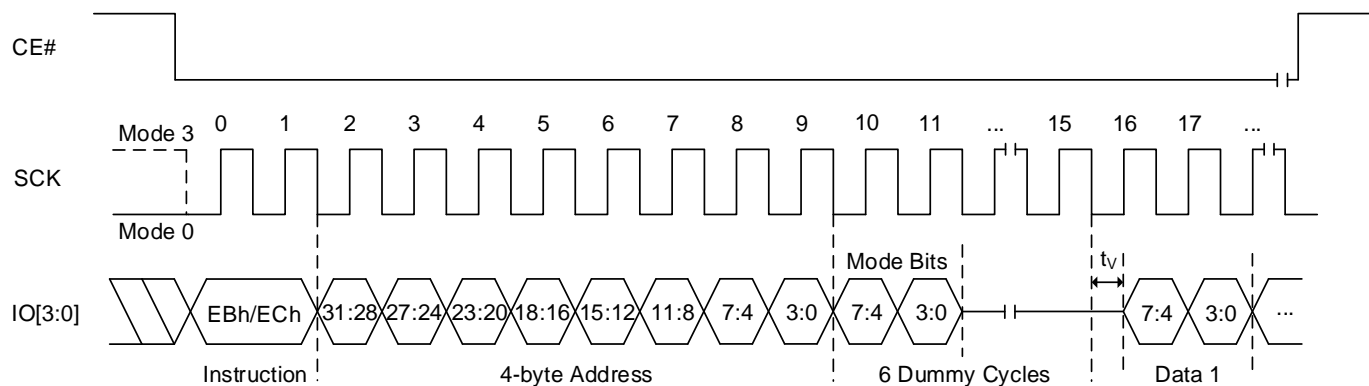 CE#
0 1 2 3 4 5 6 7 8 9 10 11 ... 15 16 17 ...
Mode 3
SCK
Mode 0
Mode Bits tV
IO[3:0] EBh/ECh 31:28 27:24 23:20 18:16 15:12 11:8 7:4 3:0 7:4 3:0 7:4 3:0 ...
Instruction 4-byte Address 6 Dummy Cycles Data 1